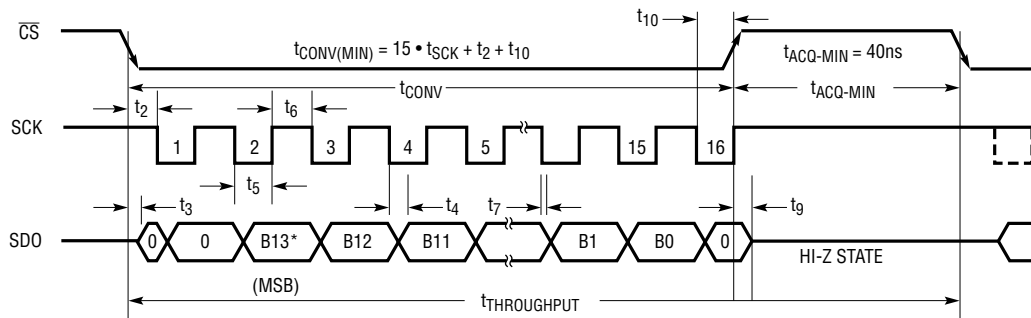 t10
CS
tCONV(MIN) = 15 • tSCK + t2 + t10
tACQ-MIN = 40ns
tCONV
tACQ-MIN
t2
t6
SCK
1
2
3
4
5
15
16
t5
t3
t4
t7
t9
SDO
0
0
B13*
B12
B11
B1
B0
0
HI-Z STATE
(MSB)
tTHROUGHPUT